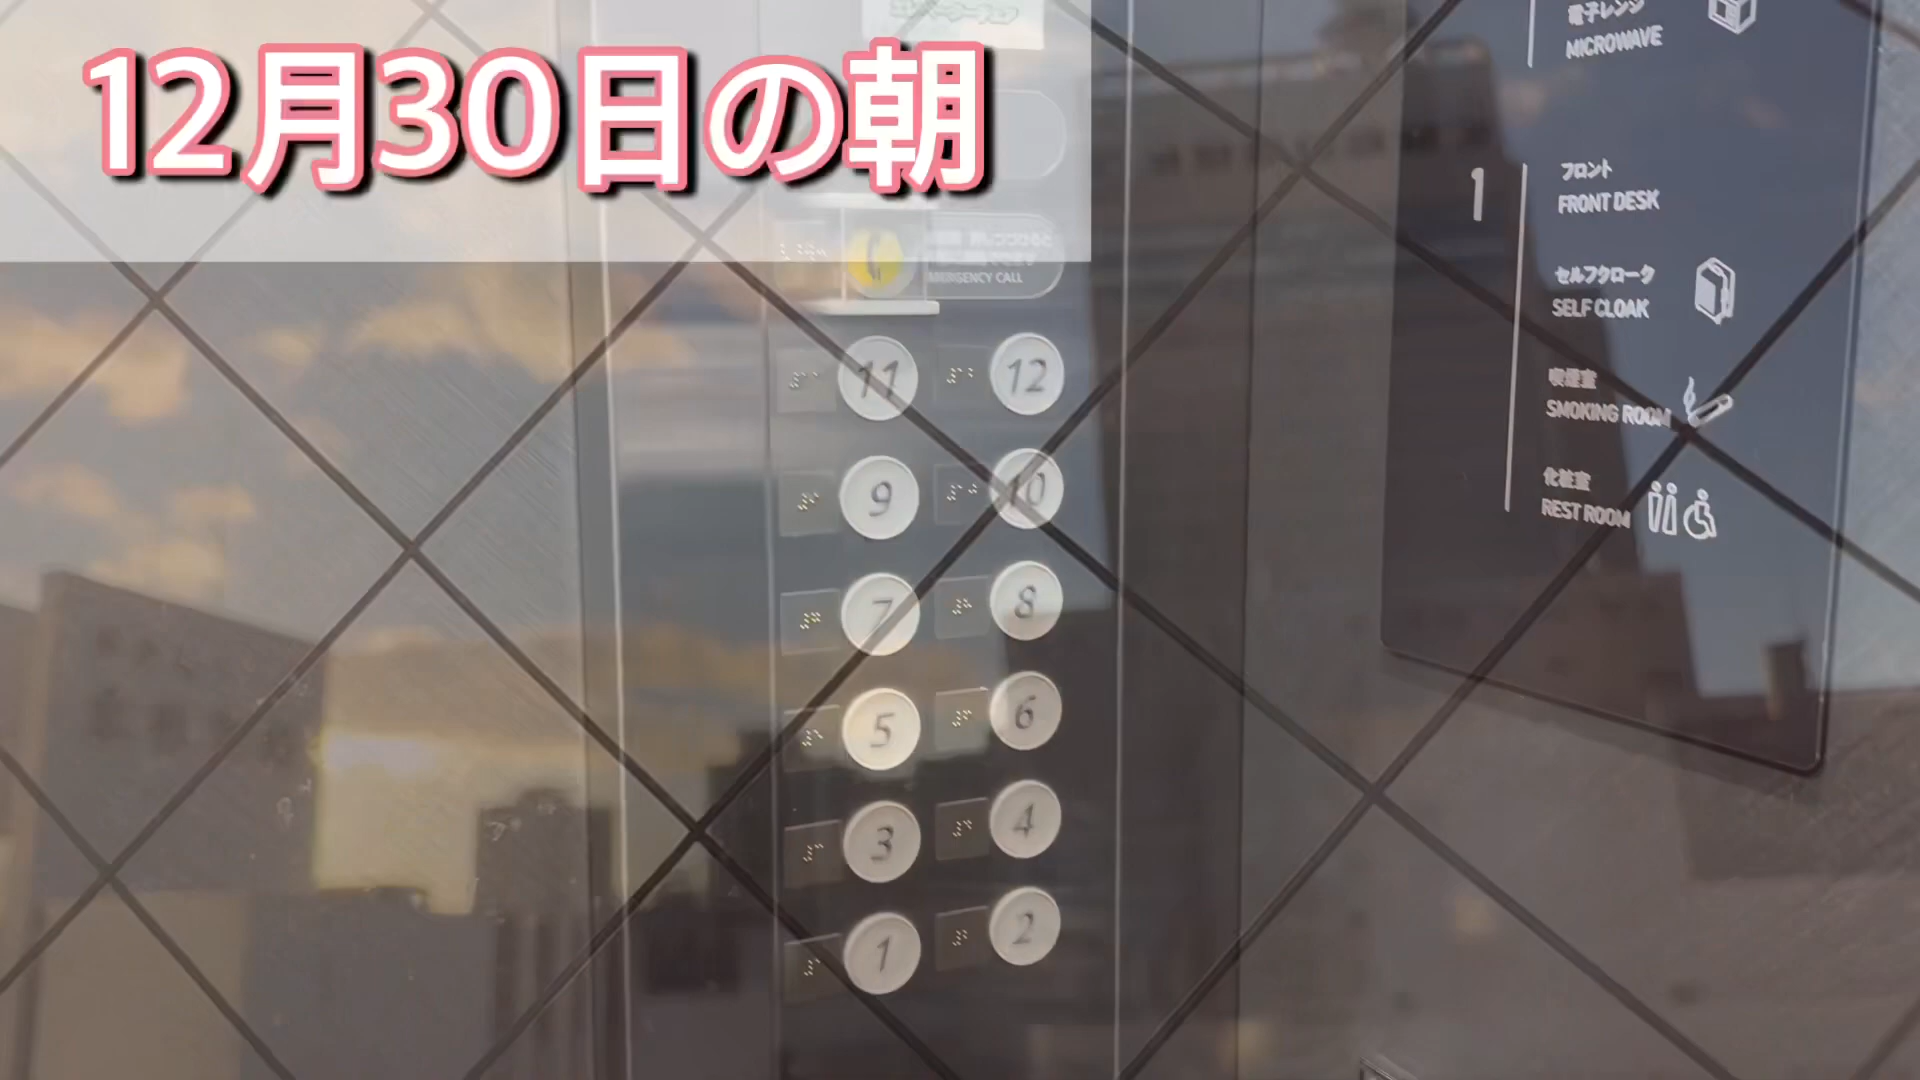 12月30日の朝
電子レンジ
MICROWAVE
1
フロント
FRONT DESK
セルフクローク
SELF CLOAK
喫煙室
SMOKING ROOM
化粧室
REST ROOM
EMERGENCY CALL
11 12
9 10
7 8
5 6
3 4
1 2